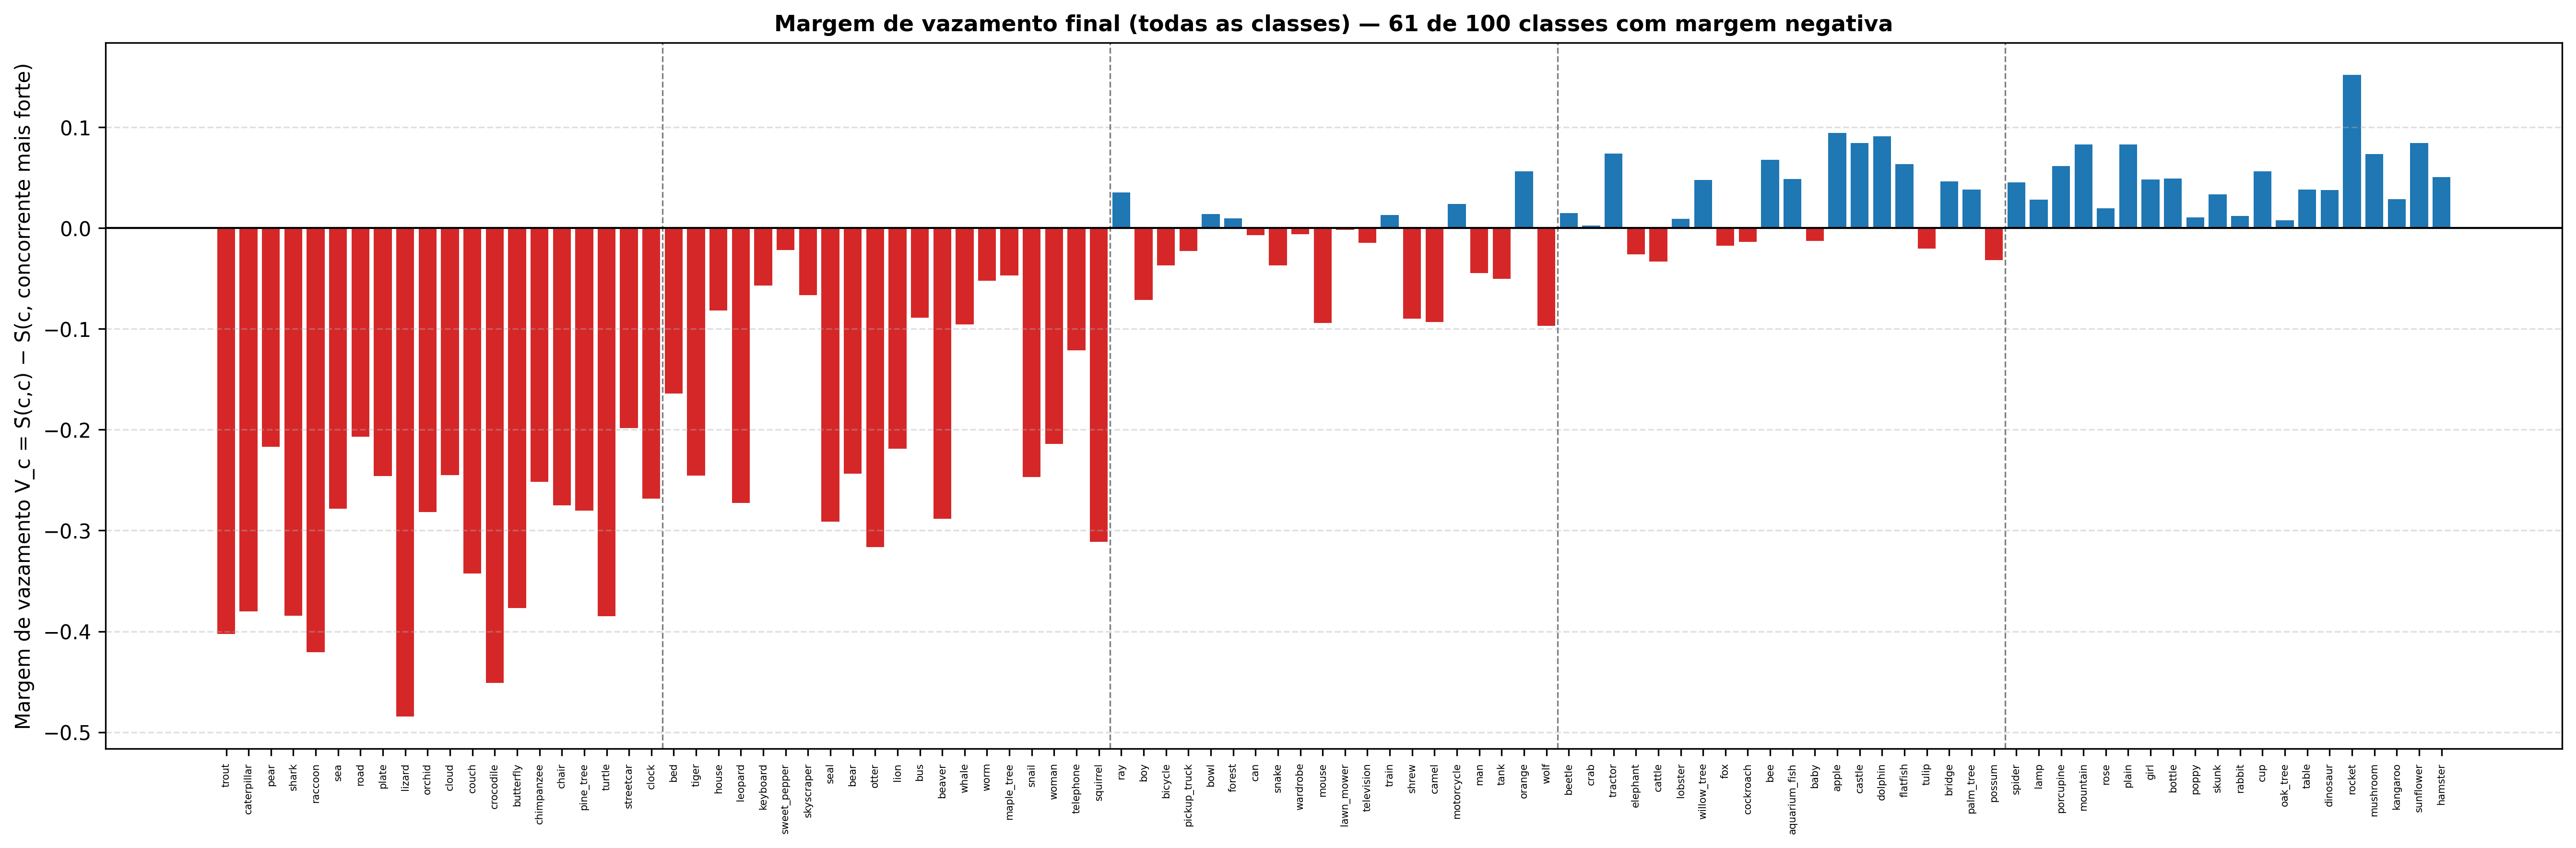 Margem de vazamento final (todas as classes) — 61 de 100 classes com margem negativa
Margem de vazamento V_c = S(c,c) − S(c, concorrente mais forte)
0.1
0.0
−0.1
−0.2
−0.3
−0.4
−0.5
trout
caterpillar
pear
shark
raccoon
sea
road
plate
lizard
orchid
cloud
couch
crocodile
butterfly
chimpanzee
chair
pine_tree
turtle
streetcar
clock
bed
tiger
house
leopard
keyboard
sweet_pepper
skyscraper
seal
bear
otter
lion
bus
beaver
whale
worm
maple_tree
snail
woman
telephone
squirrel
ray
boy
bicycle
pickup_truck
bowl
forest
can
snake
wardrobe
mouse
lawn_mower
television
train
shrew
camel
motorcycle
man
tank
orange
wolf
beetle
crab
tractor
elephant
cattle
lobster
willow_tree
fox
cockroach
bee
aquarium_fish
baby
apple
castle
dolphin
flatfish
tulip
bridge
palm_tree
possum
spider
lamp
porcupine
mountain
rose
plain
girl
bottle
poppy
skunk
rabbit
cup
oak_tree
table
dinosaur
rocket
mushroom
kangaroo
sunflower
hamster